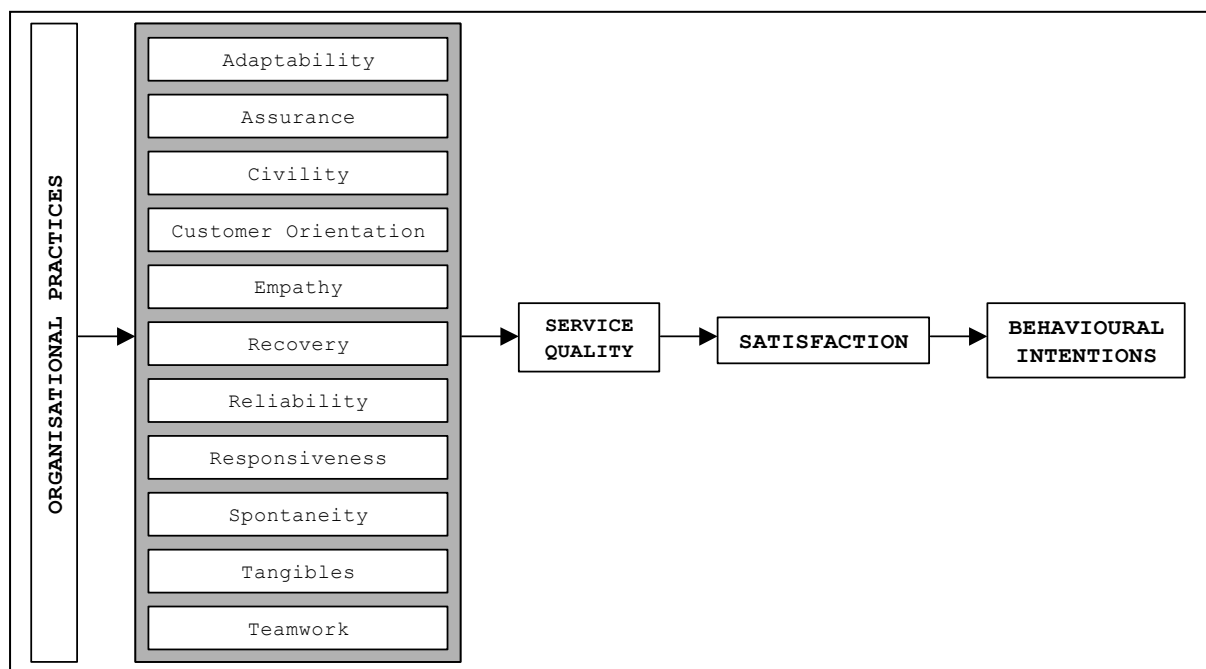 ORGANISATIONAL PRACTICES
Adaptability
Assurance
Civility
Customer Orientation
Empathy
Recovery
Reliability
Responsiveness
Spontaneity
Tangibles
Teamwork
SERVICE
QUALITY
SATISFACTION
BEHAVIOURAL
INTENTIONS